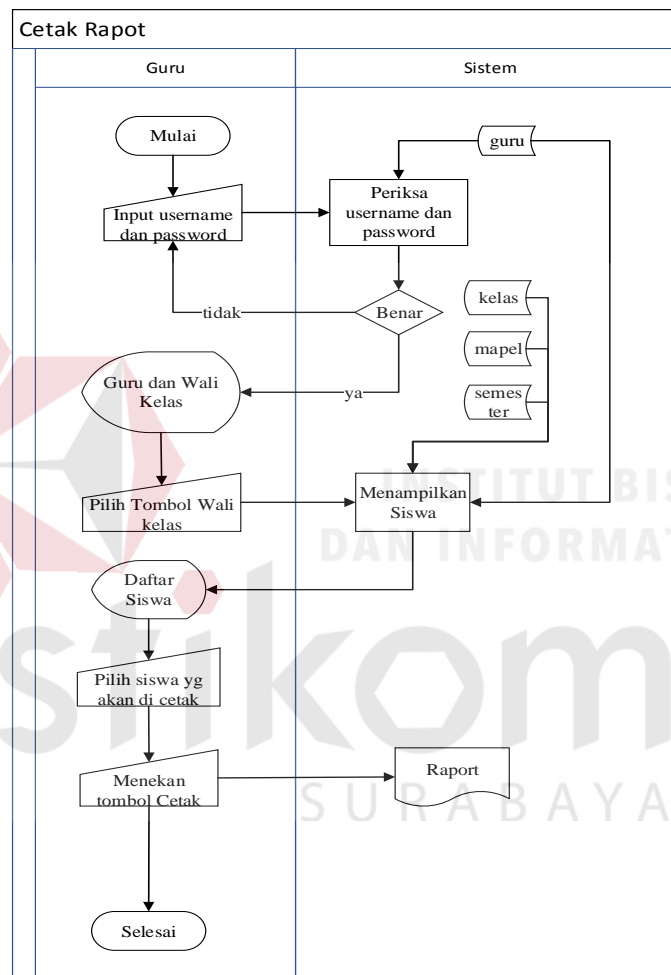 Cetak Rapot
Guru
Sistem
Mulai
guru
Input username
dan password
Periksa
username dan
password
tidak
Benar
kelas
mapel
semes
ter
Guru dan Wali
Kelas
ya
Pilih Tombol Wali
kelas
Menampilkan
Siswa
INSTITUT BIS
DAN INFORMAT
Daftar
Siswa
stikom
Pilih siswa yg
akan di cetak
Menekan
tombol Cetak
Raport
SURABAYA
Selesai